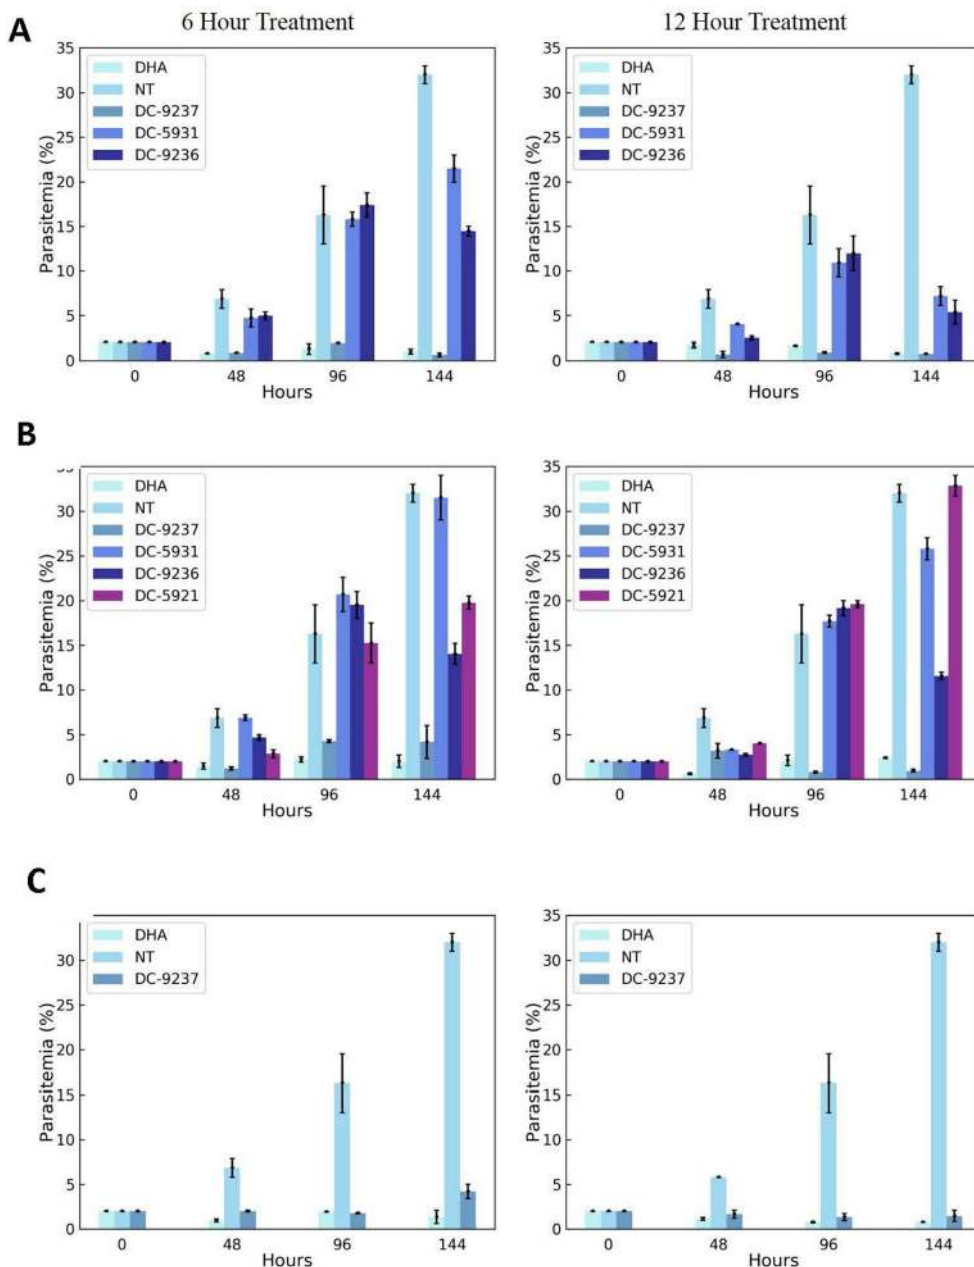 A
6 Hour Treatment
12 Hour Treatment
Parasitemia (%)
35
30
25
20
15
10
5
0
DHA
NT
DC-9237
DC-5931
DC-9236
0 48 96 144
Hours
Parasitemia (%)
35
30
25
20
15
10
5
0
DHA
NT
DC-9237
DC-5931
DC-9236
0 48 96 144
Hours
B
Parasitemia (%)
30
25
20
15
10
5
0
DHA
NT
DC-9237
DC-5931
DC-9236
DC-5921
0 48 96 144
Hours
Parasitemia (%)
35
30
25
20
15
10
5
0
DHA
NT
DC-9237
DC-5931
DC-9236
DC-5921
0 48 96 144
Hours
C
Parasitemia (%)
30
25
20
15
10
5
0
DHA
NT
DC-9237
0 48 96 144
Hours
Parasitemia (%)
35
30
25
20
15
10
5
0
DHA
NT
DC-9237
0 48 96 144
Hours